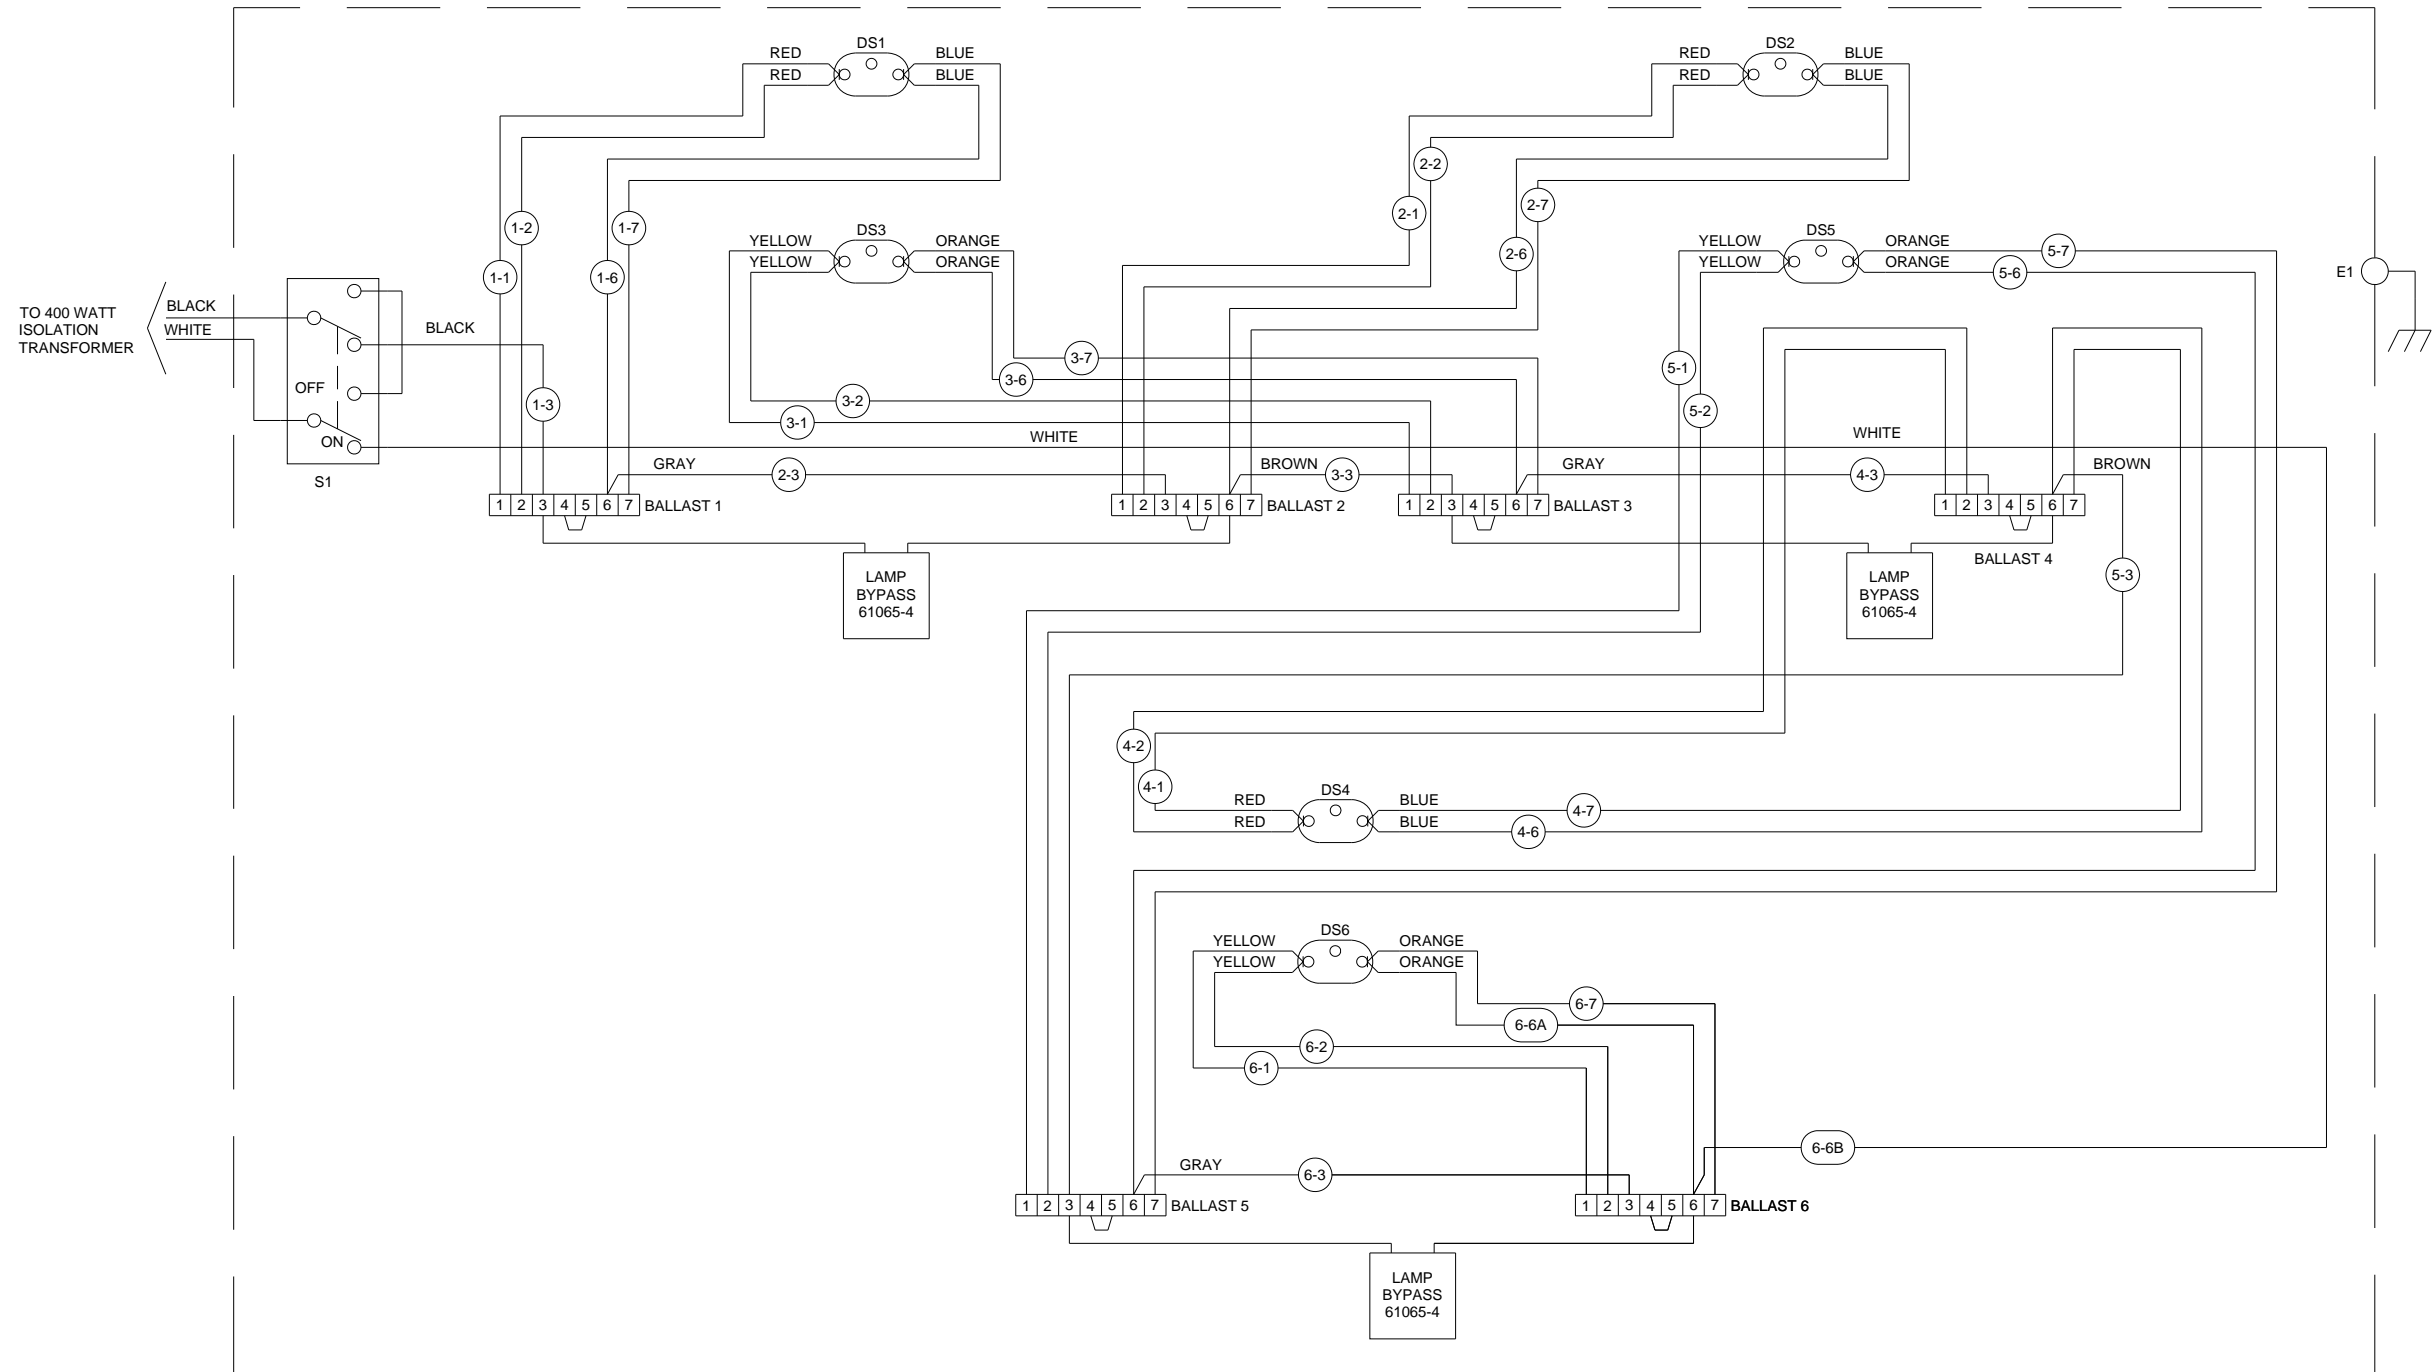 DS1
RED
BLUE
RED
BLUE
DS2
RED
BLUE
RED
BLUE
2-2
2-1
2-7
1-2
1-7
DS3
YELLOW
ORANGE
YELLOW
ORANGE
2-6
DS5
YELLOW
ORANGE
5-7
YELLOW
ORANGE
5-6
1-1
1-6
E1
TO 400 WATT
ISOLATION
TRANSFORMER
BLACK
WHITE
BLACK
OFF
ON
S1
1-3
3-7
3-6
3-2
3-1
5-1
5-2
WHITE
WHITE
GRAY
2-3
BROWN
3-3
GRAY
4-3
BROWN
1 2 3 4 5 6 7 BALLAST 1
1 2 3 4 5 6 7 BALLAST 2
1 2 3 4 5 6 7 BALLAST 3
1 2 3 4 5 6 7
BALLAST 4
LAMP
BYPASS
61065-4
LAMP
BYPASS
61065-4
5-3
4-2
4-1
DS4
RED
BLUE
4-7
RED
BLUE
4-6
DS6
YELLOW
ORANGE
YELLOW
ORANGE
6-7
6-6A
6-2
6-1
6-6B
GRAY
6-3
1 2 3 4 5 6 7 BALLAST 5
1 2 3 4 5 6 7 BALLAST 6
LAMP
BYPASS
61065-4